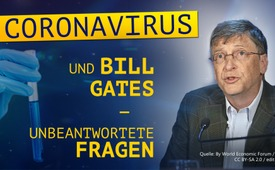 CORONAVIRUS
UND BILL
GATES
–
UNBEANTWORTETE
FRAGEN
Quelle: By World Economic Forum /
CC BY-SA 2.0 / edit